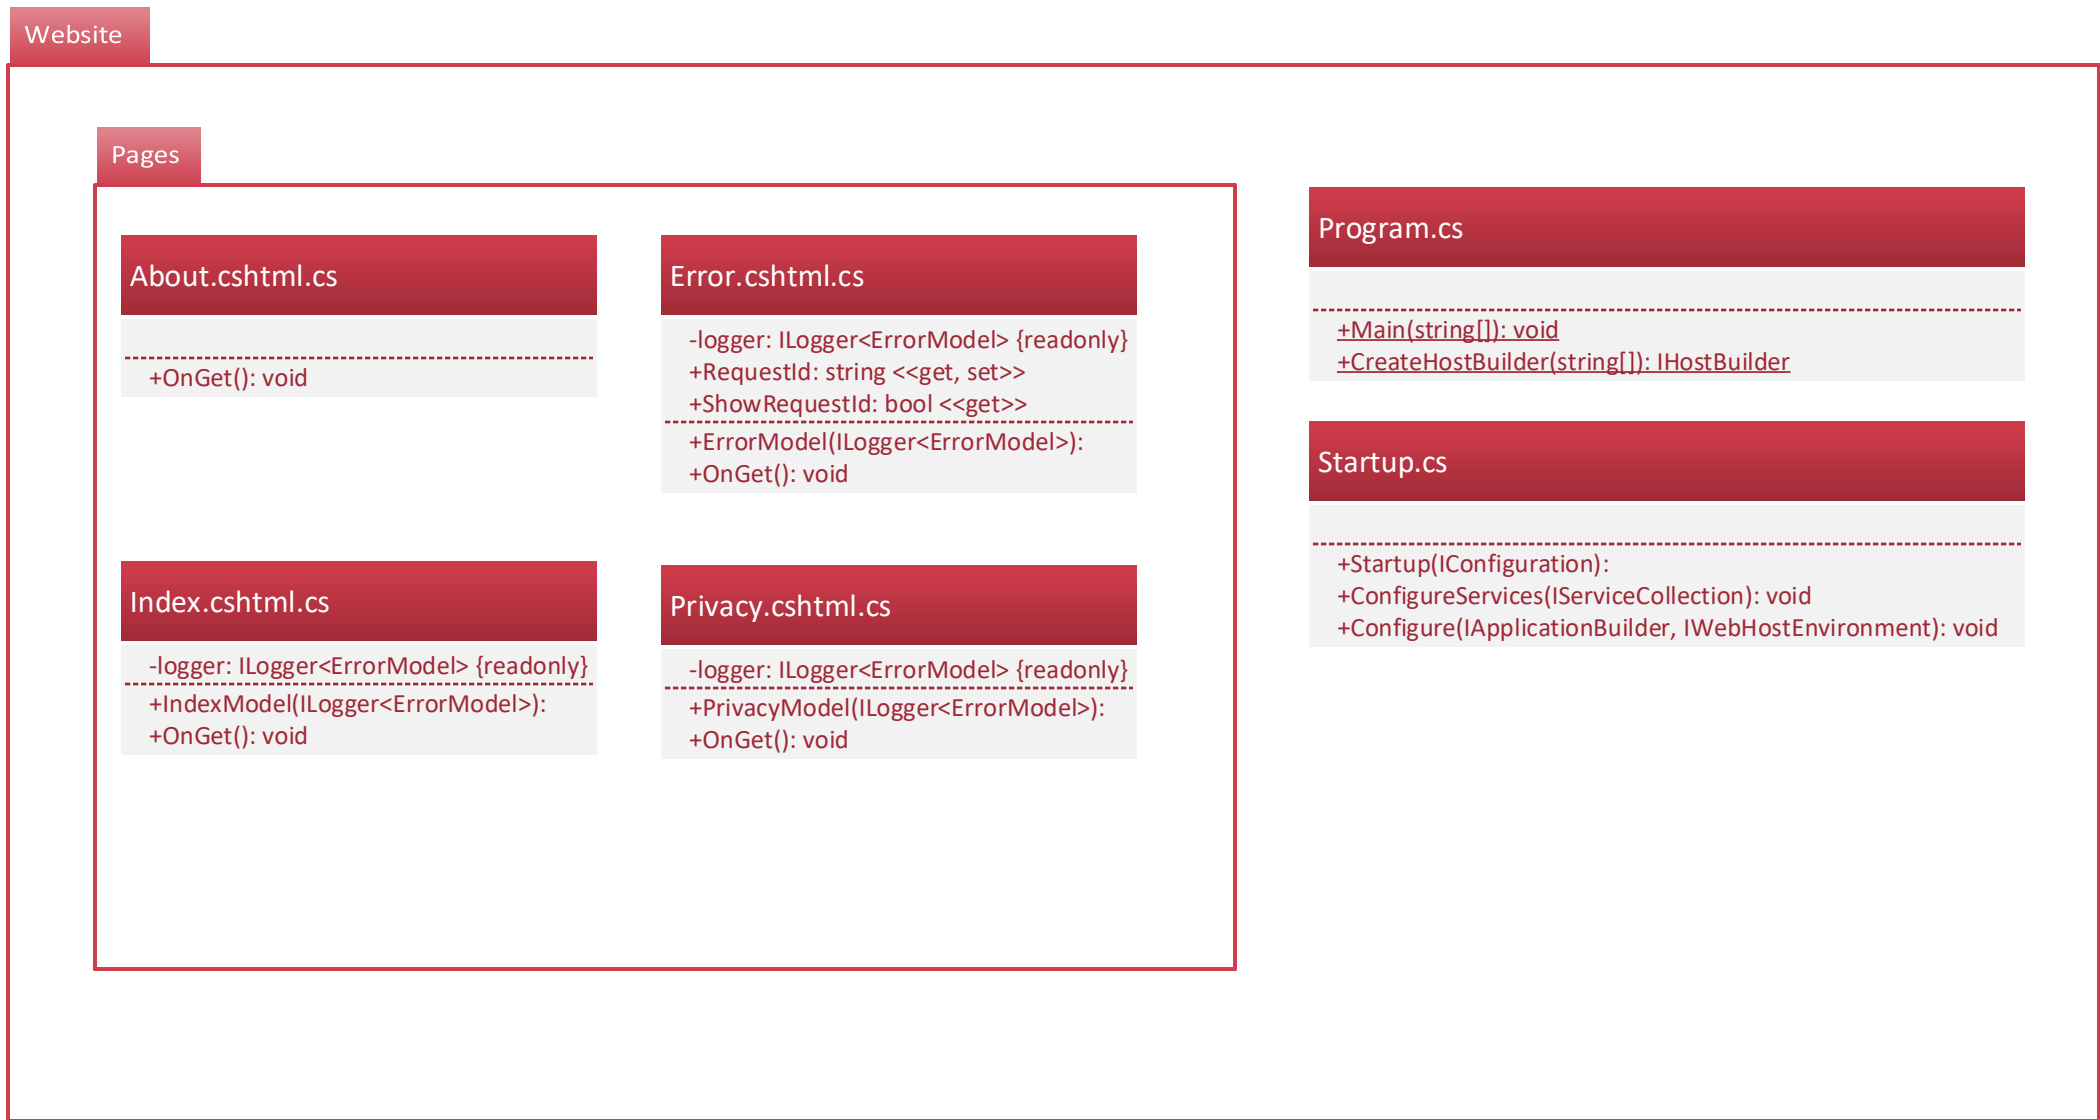 Website
Pages
About.cshtml.cs
+OnGet(): void
Error.cshtml.cs
-logger: ILogger<ErrorModel> {readonly}
+RequestId: string <<get, set>>
+ShowRequestId: bool <<get>>
+ErrorModel(ILogger<ErrorModel>):
+OnGet(): void
Index.cshtml.cs
-logger: ILogger<ErrorModel> {readonly}
+IndexModel(ILogger<ErrorModel>):
+OnGet(): void
Privacy.cshtml.cs
-logger: ILogger<ErrorModel> {readonly}
+PrivacyModel(ILogger<ErrorModel>):
+OnGet(): void
Program.cs
+Main(string[]): void
+CreateHostBuilder(string[]): IHostBuilder
Startup.cs
+Startup(IConfiguration):
+ConfigureServices(IServiceCollection): void
+Configure(IApplicationBuilder, IWebHostEnvironment): void